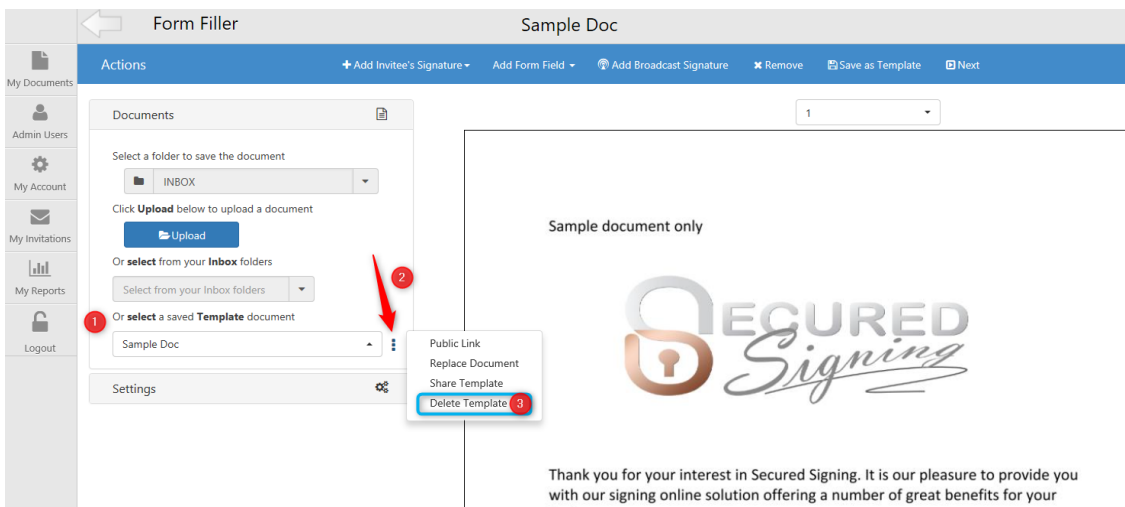 Form Filler
Sample Doc
My Documents
Admin Users
My Account
My Invitations
My Reports
Logout
Actions
Add Invitee's Signature
Add Form Field
Add Broadcast Signature
Remove
Save as Template
Next
Documents
Select a folder to save the document
INBOX
Click Upload below to upload a document
Upload
Or select from your Inbox folders
Select from your Inbox folders
2
1
Or select a saved Template document
Sample Doc
Public Link
Replace Document
Share Template
Delete Template
3
Settings
1
Sample document only
SECURED
Signing
Thank you for your interest in Secured Signing. It is our pleasure to provide you
with our signing online solution offering a number of great benefits for your